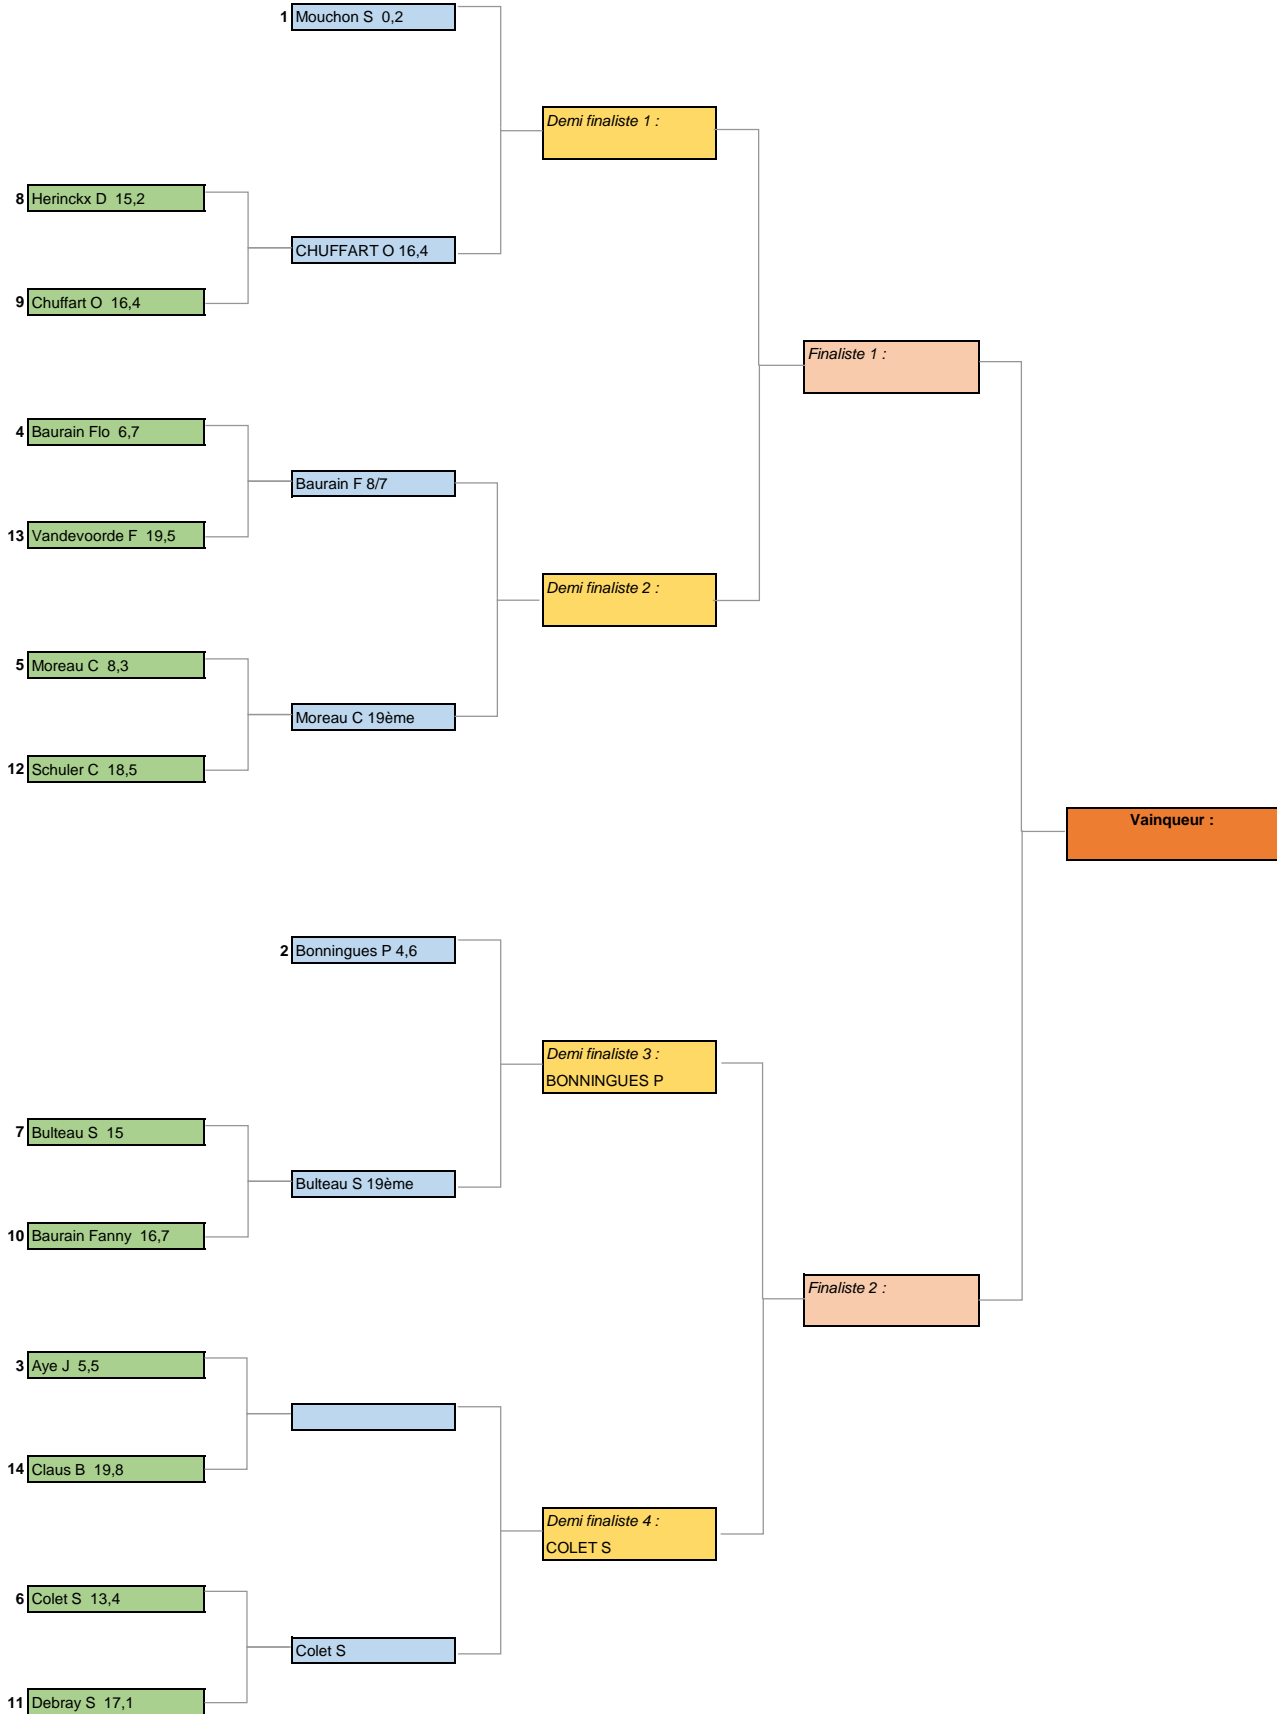 1 Mouchon S  0,2
Demi finaliste 1 :
8 Herinckx D  15,2
CHUFFART O 16,4
9 Chuffart O  16,4
Finaliste 1 :
4 Baurain Flo  6,7
Baurain F 8/7
13 Vandevoorde F  19,5
Demi finaliste 2 :
5 Moreau C  8,3
Moreau C 19ème
12 Schuler C  18,5
Vainqueur :
2 Bonningues P 4,6
Demi finaliste 3 :
BONNINGUES P
7 Bulteau S  15
Bulteau S 19ème
10 Baurain Fanny  16,7
Finaliste 2 :
3 Aye J  5,5
14 Claus B  19,8
Demi finaliste 4 :
COLET S
6 Colet S  13,4
Colet S
11 Debray S  17,1